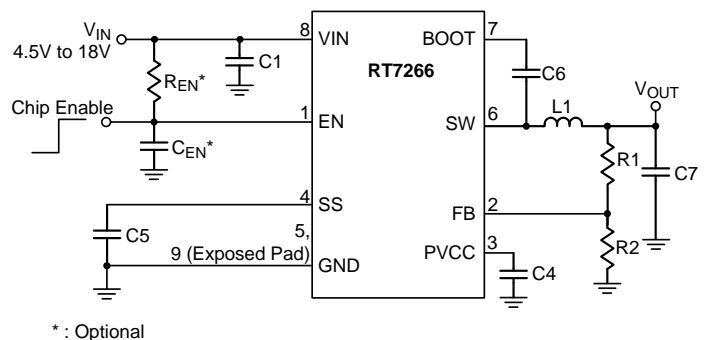 VIN
4.5V to 18V
8
VIN
BOOT
7
RT7266
C1
C6
REN*
VOUT
Chip Enable
1
EN
SW
6
L1
CEN*
R1
C7
4
SS
FB
2
C5
5,
R2
9 (Exposed Pad)
GND
PVCC
3
C4
* : Optional